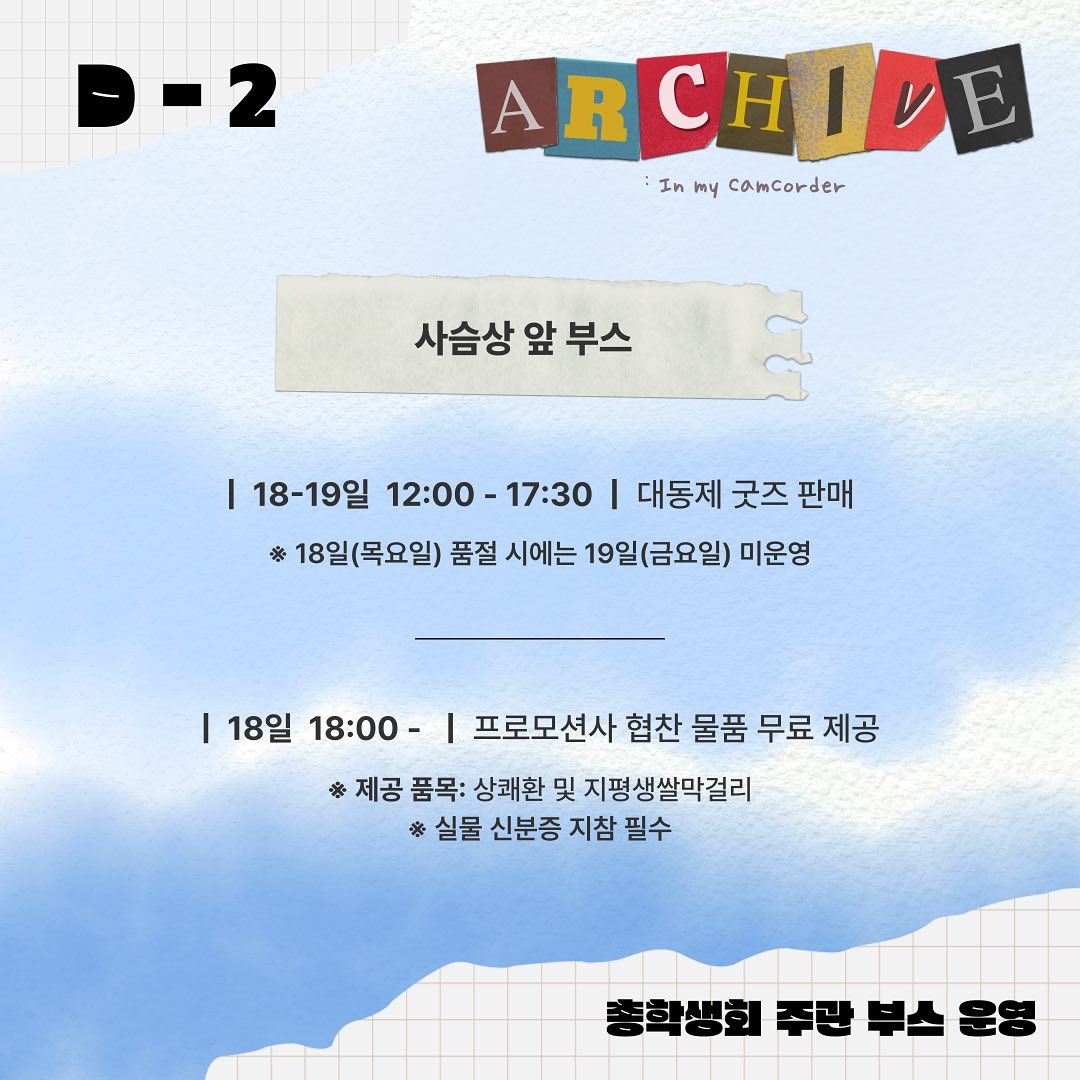 D - 2
ARCHIVE
: In my Camcorder
사슴상 앞 부스
| 18-19일 12:00 - 17:30 | 대동제 굿즈 판매
※ 18일(목요일) 품절 시에는 19일(금요일) 미운영
| 18일 18:00 - | 프로모션사 협찬 물품 무료 제공
※ 제공 품목: 상쾌환 및 지평생쌀막걸리
※ 실물 신분증 지참 필수
총학생회 주관 부스 운영